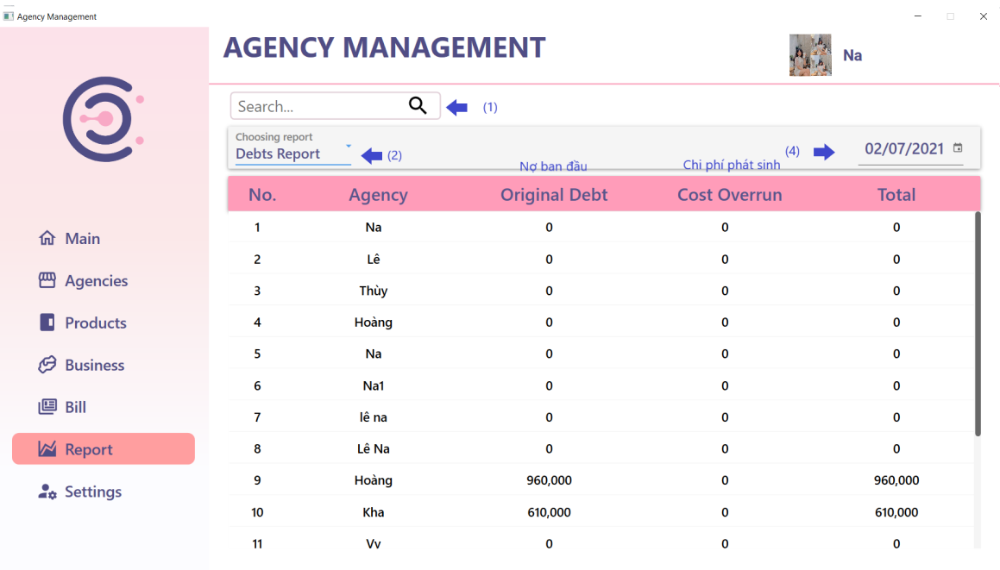 Agency Management
AGENCY MANAGEMENT
Na
Search...
(1)
Choosing report
Debts Report
(2)
Nợ ban đầu
Chi phí phát sinh
(4)
02/07/2021
No. Agency Original Debt Cost Overrun Total
1 Na 0 0 0
2 Lê 0 0 0
3 Thùy 0 0 0
4 Hoàng 0 0 0
5 Na 0 0 0
6 Na1 0 0 0
7 lê na 0 0 0
8 Lê Na 0 0 0
9 Hoàng 960,000 0 960,000
10 Kha 610,000 0 610,000
11 Vv 0 0 0
Main
Agencies
Products
Business
Bill
Report
Settings